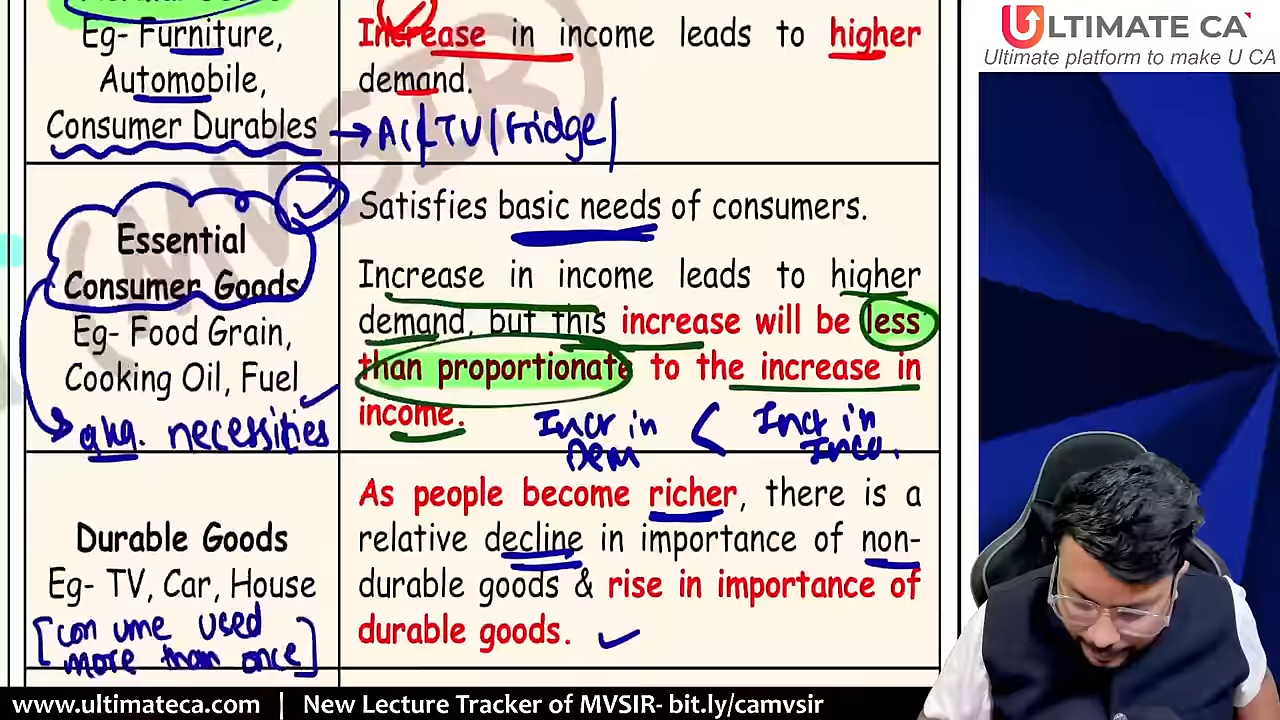 ULTIMATE CA
Ultimate platform to make U CA
Eg- Furniture,
Automobile,
Consumer Durables
Increase in income leads to higher
demand.
→ AC/TV/Fridge/
Essential
Consumer Goods
Eg- Food Grain,
Cooking Oil, Fuel
aka. necessities
Satisfies basic needs of consumers.
Increase in income leads to higher
demand, but this increase will be less
than proportionate to the increase in
income.
Incr in Dem < Incr in Inco.
Durable Goods
Eg- TV, Car, House
[con ume used
more than once]
As people become richer, there is a
relative decline in importance of non-
durable goods & rise in importance of
durable goods.
(MVSIR)
www.ultimateca.com | New Lecture Tracker of MVSIR- bit.ly/camvsir